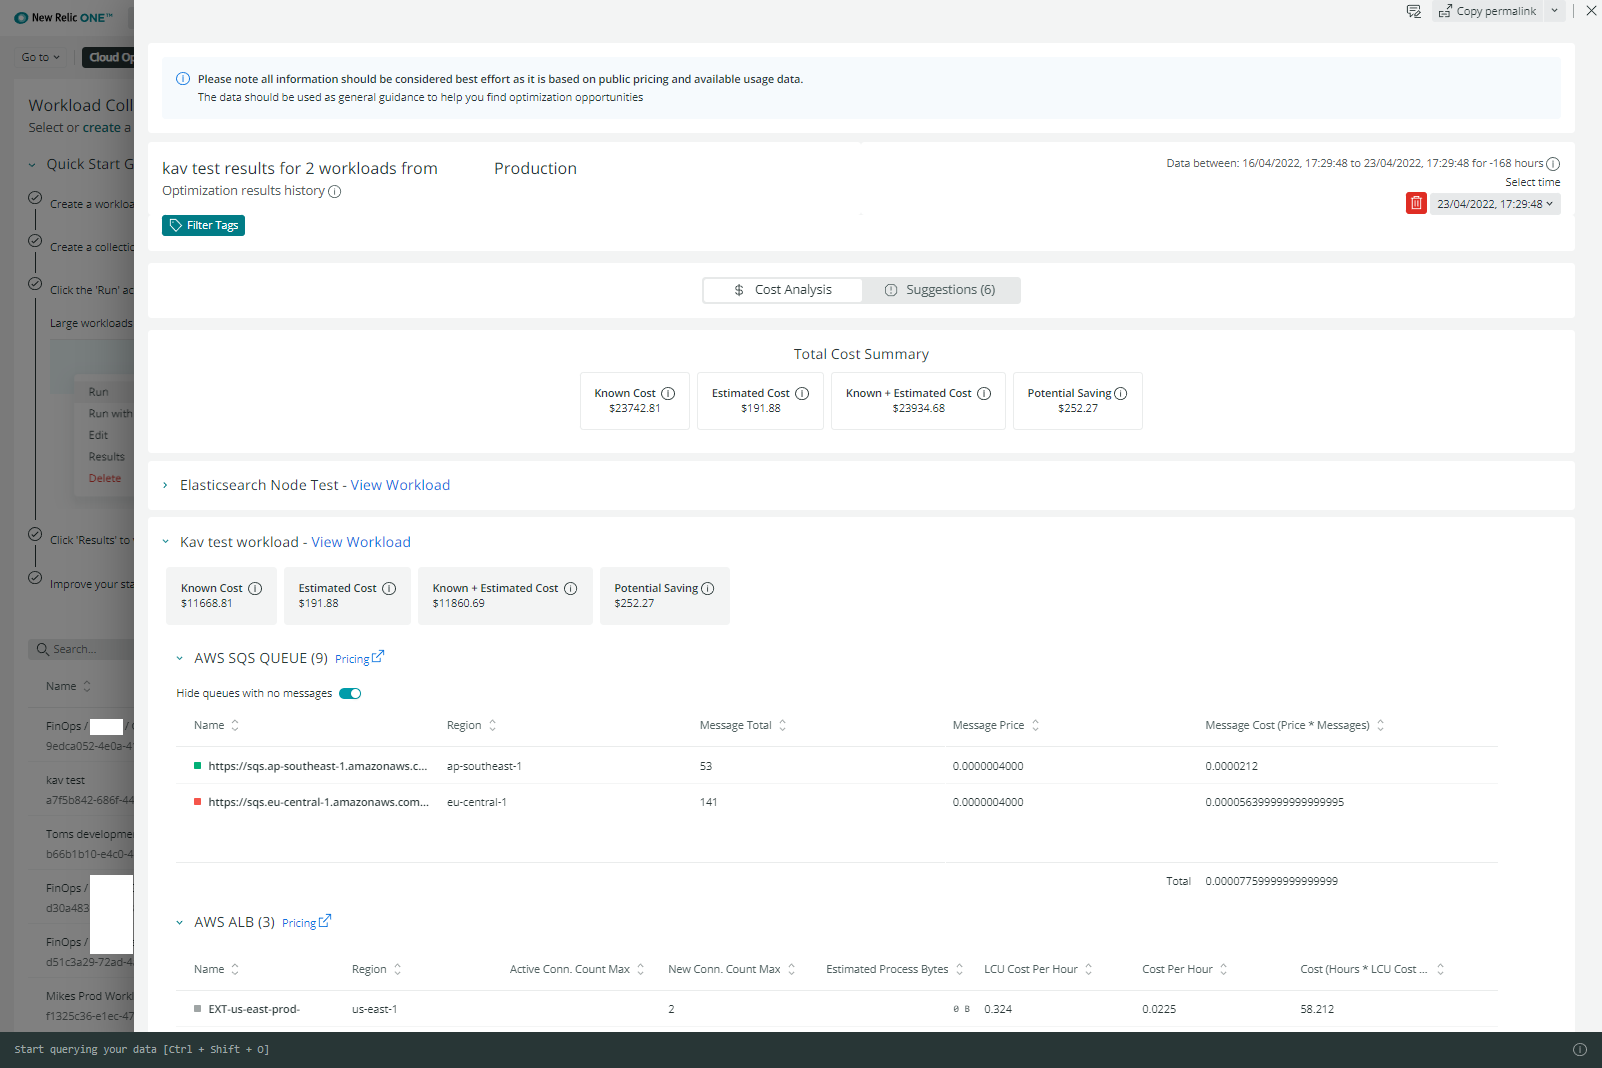 New Relic ONE™
Copy permalink
Go to
Cloud Op
Please note all information should be considered best effort as it is based on public pricing and available usage data.
The data should be used as general guidance to help you find optimization opportunities
Workload Coll
Select or create a
Quick Start G
Create a workloa
Create a collectio
Click the 'Run' ac
Large workloads
Run
Run with
Edit
Results
Delete
Click 'Results' to
Improve your sta
Search...
Name
FinOps /
9edca052-4e0a-4
kav test
a7f5b842-686f-44
Toms developme
b66b1b10-e4c0-4
FinOps /
d30a483
FinOps /
d51c3a29-72ad-4
Mikes Prod Work
f1325c36-e1ec-47
kav test results for 2 workloads from Production
Optimization results history
Filter Tags
Data between: 16/04/2022, 17:29:48 to 23/04/2022, 17:29:48 for -168 hours
Select time
23/04/2022, 17:29:48
$ Cost Analysis
Suggestions (6)
Total Cost Summary
Known Cost
$23742.81
Estimated Cost
$191.88
Known + Estimated Cost
$23934.68
Potential Saving
$252.27
Elasticsearch Node Test - View Workload
Kav test workload - View Workload
Known Cost
$11668.81
Estimated Cost
$191.88
Known + Estimated Cost
$11860.69
Potential Saving
$252.27
AWS SQS QUEUE (9) Pricing
Hide queues with no messages
Name Region Message Total Message Price Message Cost (Price * Messages)
https://sqs.ap-southeast-1.amazonaws.c... ap-southeast-1 53 0.0000004000 0.0000212
https://sqs.eu-central-1.amazonaws.com... eu-central-1 141 0.0000004000 0.000056399999999999995
Total 0.00007759999999999999
AWS ALB (3) Pricing
Name Region Active Conn. Count Max New Conn. Count Max Estimated Process Bytes LCU Cost Per Hour Cost Per Hour Cost (Hours * LCU Cost ...
EXT-us-east-prod- us-east-1 2 0 B 0.324 0.0225 58.212
Start querying your data [Ctrl + Shift + O]